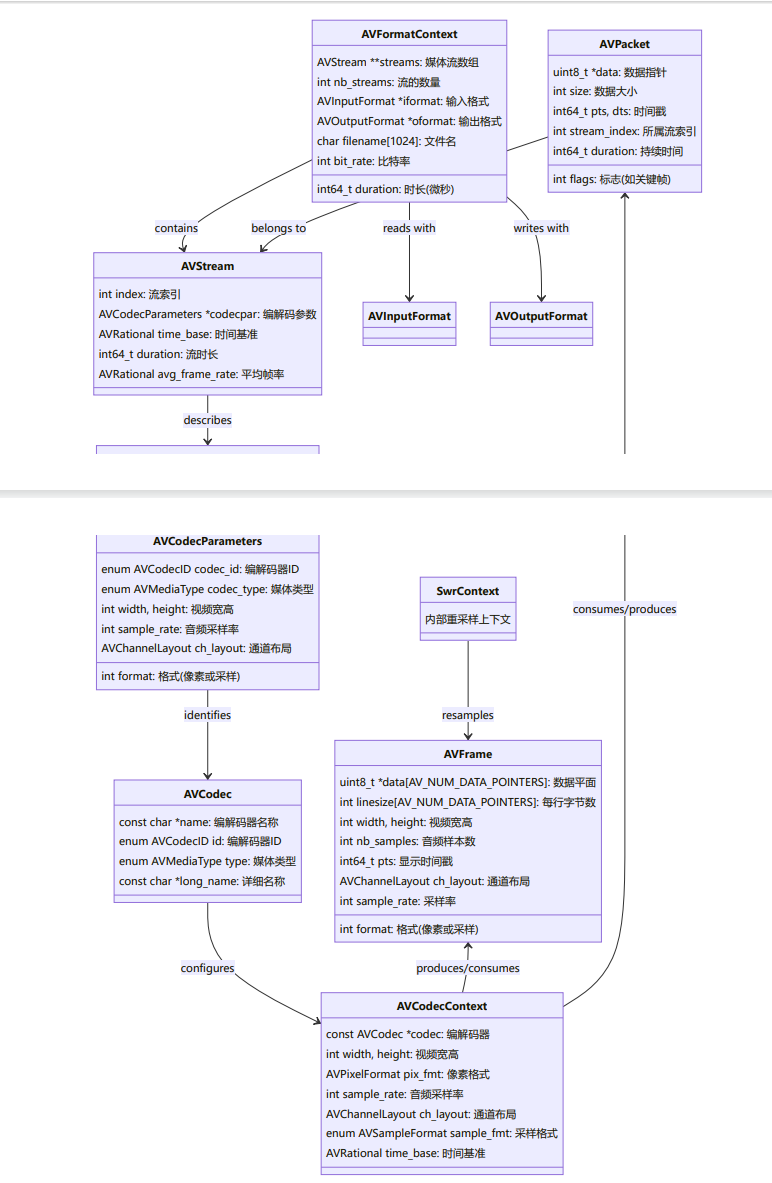 AVFormatContext
AVStream **streams: 媒体流数组
int nb_streams: 流的数量
AVInputFormat *iformat: 输入格式
AVOutputFormat *oformat: 输出格式
char filename[1024]: 文件名
int bit_rate: 比特率
int64_t duration: 时长(微秒)
AVPacket
uint8_t *data: 数据指针
int size: 数据大小
int64_t pts, dts: 时间戳
int stream_index: 所属流索引
int64_t duration: 持续时间
int flags: 标志(如关键帧)
contains
belongs to
reads with
writes with
AVStream
int index: 流索引
AVCodecParameters *codecpar: 编解码参数
AVRational time_base: 时间基准
int64_t duration: 流时长
AVRational avg_frame_rate: 平均帧率
AVInputFormat
AVOutputFormat
describes
AVCodecParameters
enum AVCodecID codec_id: 编解码器ID
enum AVMediaType codec_type: 媒体类型
int width, height: 视频宽高
int sample_rate: 音频采样率
AVChannelLayout ch_layout: 通道布局
int format: 格式(像素或采样)
SwrContext
内部重采样上下文
consumes/produces
identifies
resamples
AVCodec
const char *name: 编解码器名称
enum AVCodecID id: 编解码器ID
enum AVMediaType type: 媒体类型
const char *long_name: 详细名称
AVFrame
uint8_t *data[AV_NUM_DATA_POINTERS]: 数据平面
int linesize[AV_NUM_DATA_POINTERS]: 每行字节数
int width, height: 视频宽高
int nb_samples: 音频样本数
int64_t pts: 显示时间戳
AVChannelLayout ch_layout: 通道布局
int sample_rate: 采样率
int format: 格式(像素或采样)
configures
produces/consumes
AVCodecContext
const AVCodec *codec: 编解码器
int width, height: 视频宽高
AVPixelFormat pix_fmt: 像素格式
int sample_rate: 音频采样率
AVChannelLayout ch_layout: 通道布局
enum AVSampleFormat sample_fmt: 采样格式
AVRational time_base: 时间基准